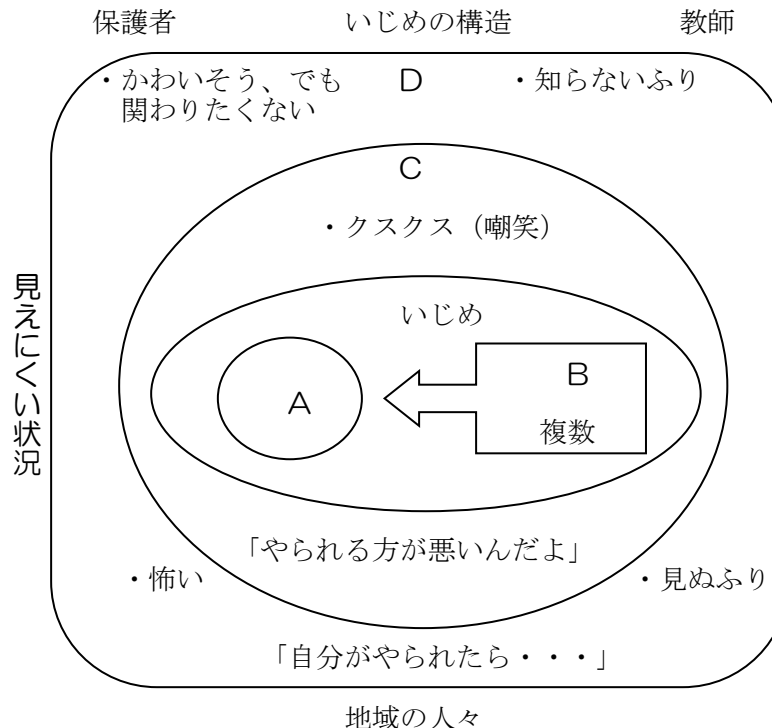 保護者 いじめの構造 教師
・かわいそう、でも
関わりたくない
D
・知らないふり
C
・クスクス（嘲笑）
見えにくい状況
いじめ
A
B
複数
「やられる方が悪いんだよ」
・怖い
・見ぬふり
「自分がやられたら・・・」
地域の人々